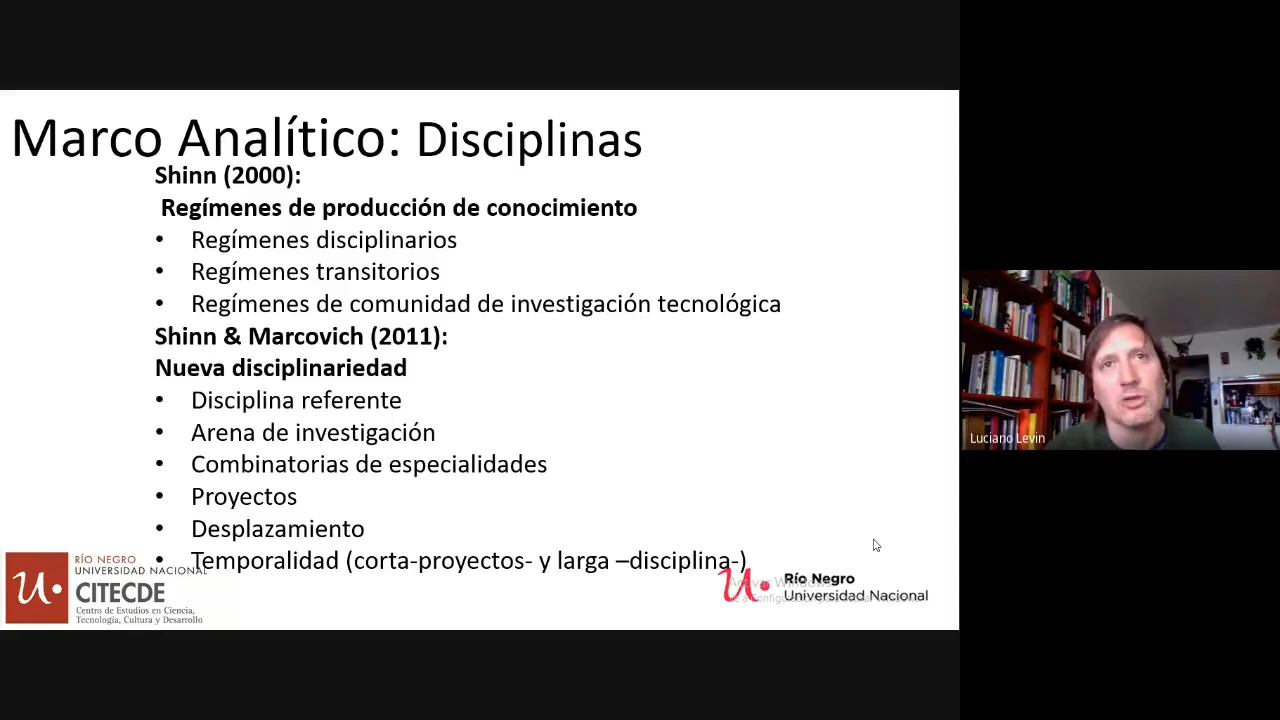 Marco Analítico: Disciplinas
Shinn (2000):
Regímenes de producción de conocimiento
• Regímenes disciplinarios
• Regímenes transitorios
• Regímenes de comunidad de investigación tecnológica
Shinn & Marcovich (2011):
Nueva disciplinariedad
• Disciplina referente
• Arena de investigación
• Combinatorias de especialidades
• Proyectos
• Desplazamiento
• Temporalidad (corta-proyectos- y larga –disciplina-)
RÍO NEGRO
UNIVERSIDAD NACIONAL
CITECDE
Centro de Estudios en Ciencia,
Tecnología, Cultura y Desarrollo
Río Negro
Universidad Nacional
Activar Windows
Luciano Levin